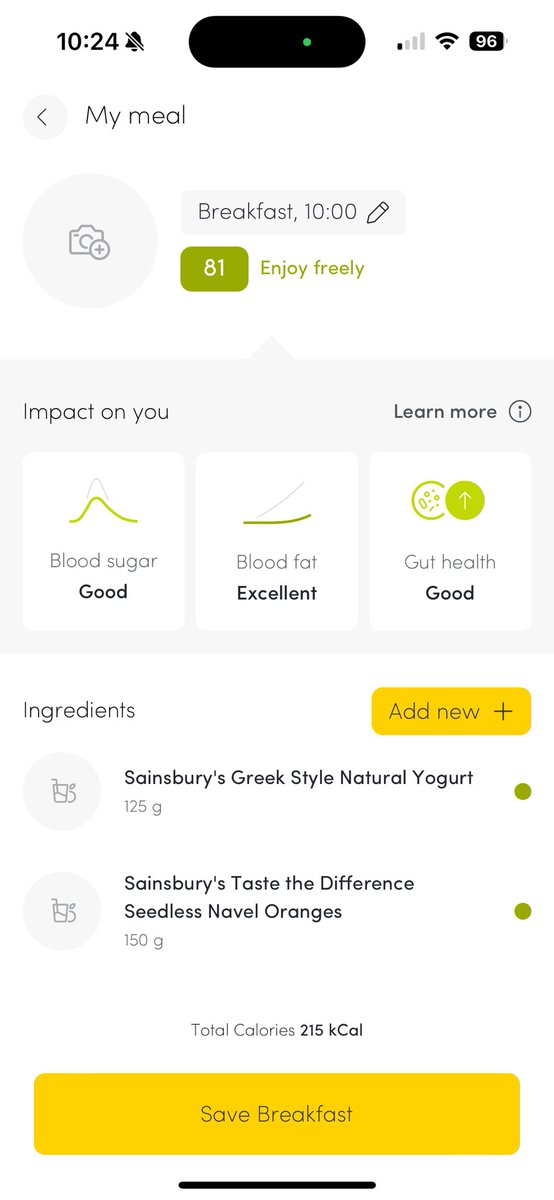 10:24
96
My meal
Breakfast, 10:00
81
Enjoy freely
Impact on you
Learn more
Blood sugar
Good
Blood fat
Excellent
Gut health
Good
Ingredients
Add new +
Sainsbury's Greek Style Natural Yogurt
125 g
Sainsbury's Taste the Difference
Seedless Navel Oranges
150 g
Total Calories 215 kCal
Save Breakfast